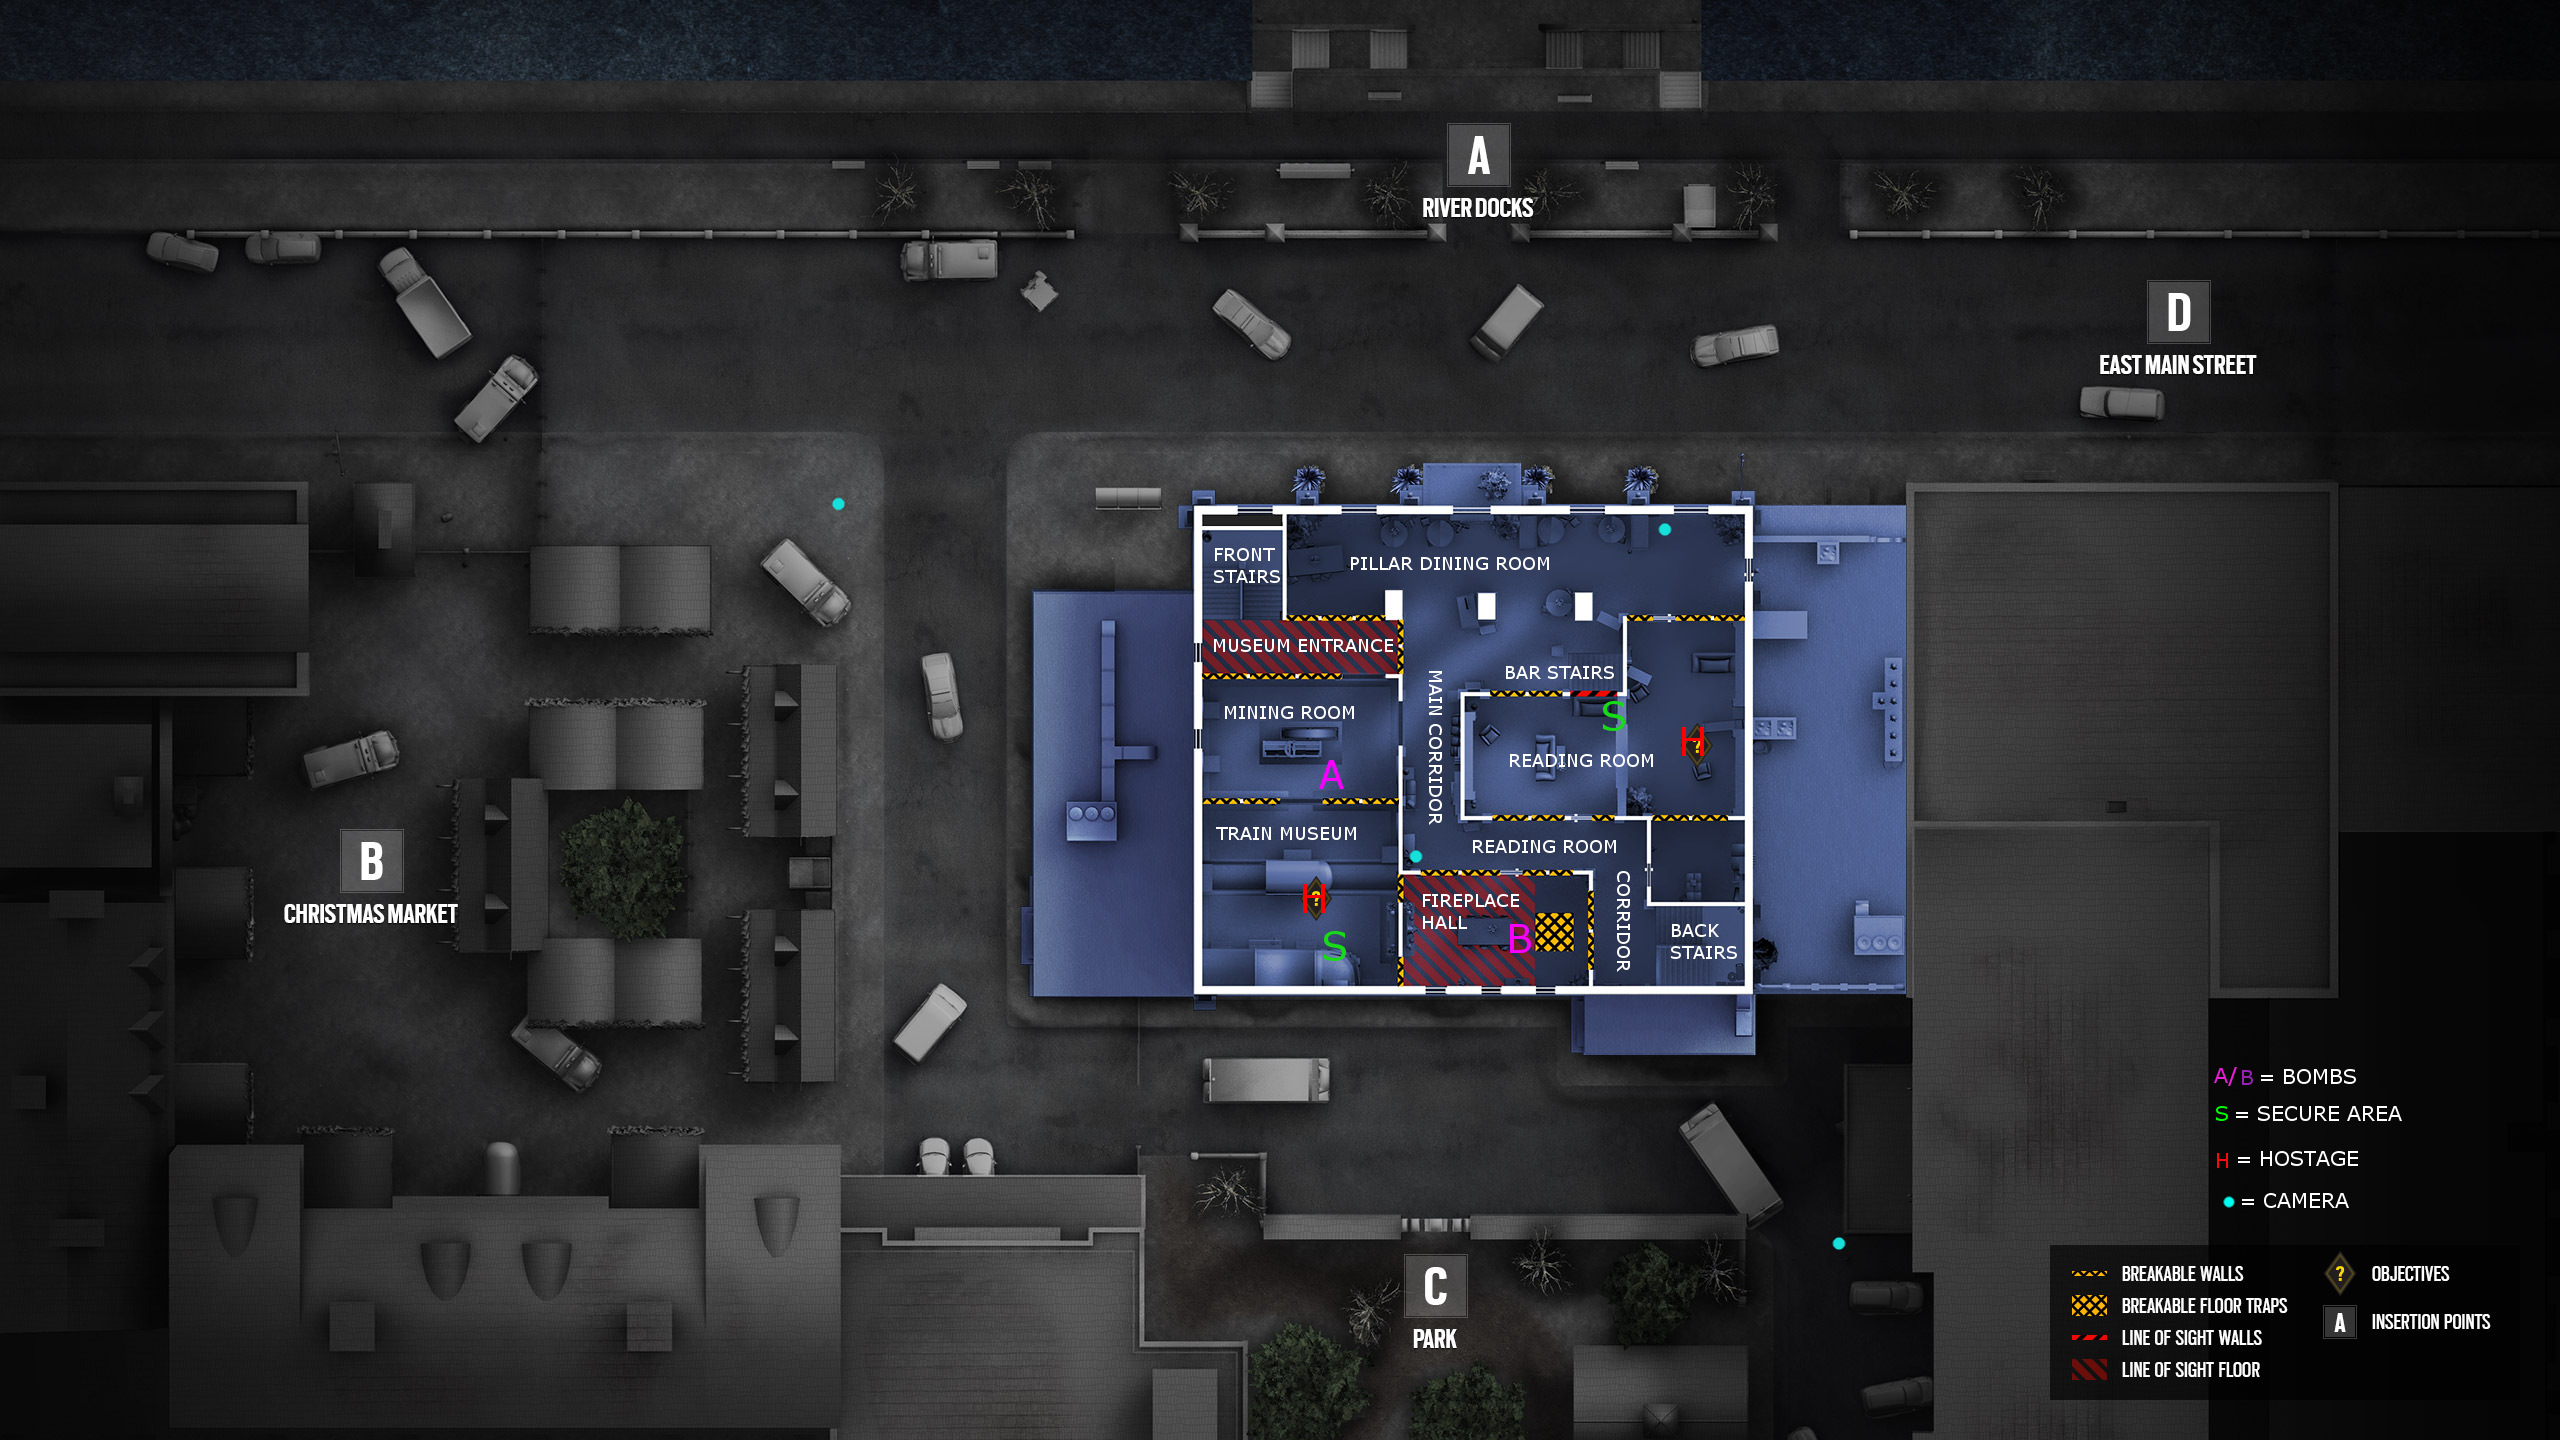 A
RIVER DOCKS
D
EAST MAIN STREET
FRONT
STAIRS
PILLAR DINING ROOM
MUSEUM ENTRANCE
BAR STAIRS
MAIN CORRIDOR
MINING ROOM
S
H
?
READING ROOM
A
TRAIN MUSEUM
READING ROOM
B
CHRISTMAS MARKET
H
?
S
FIREPLACE
HALL
B
CORRIDOR
BACK
STAIRS
C
PARK
A/B = BOMBS
S = SECURE AREA
H = HOSTAGE
= CAMERA
BREAKABLE WALLS
BREAKABLE FLOOR TRAPS
LINE OF SIGHT WALLS
LINE OF SIGHT FLOOR
? OBJECTIVES
A INSERTION POINTS